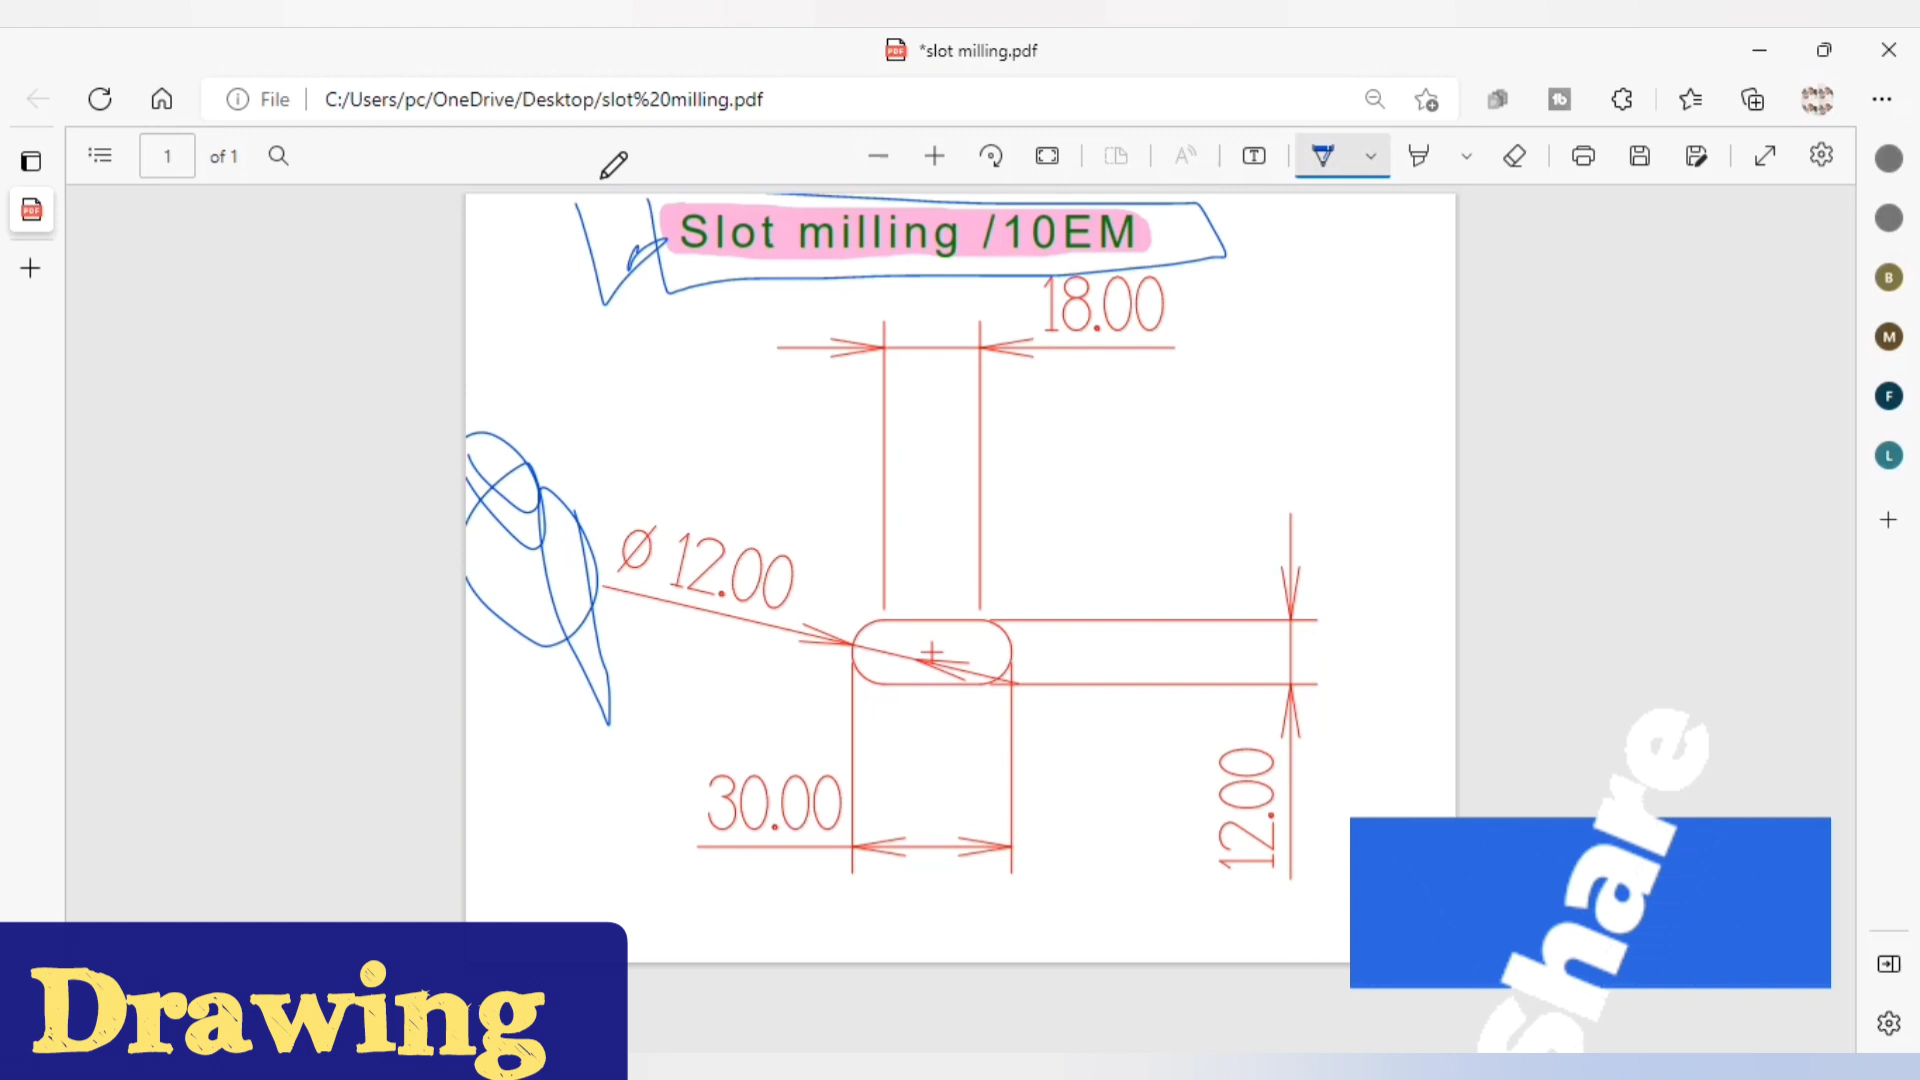 *slot milling.pdf
File
C:/Users/pc/OneDrive/Desktop/slot%20milling.pdf
1 of 1
Slot milling /10EM
18.00
Ø 12.00
30.00
12.00
B
M
F
L
share
Drawing